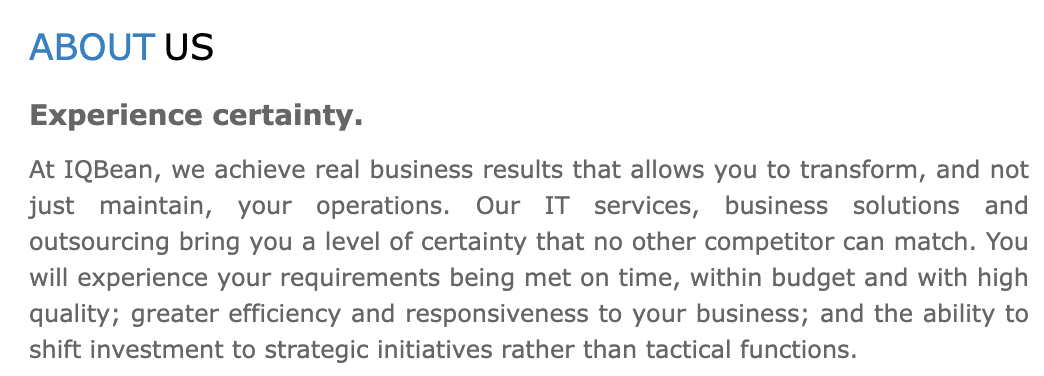 ABOUT US
Experience certainty.
At IQBean, we achieve real business results that allows you to transform, and not
just maintain, your operations. Our IT services, business solutions and
outsourcing bring you a level of certainty that no other competitor can match. You
will experience your requirements being met on time, within budget and with high
quality; greater efficiency and responsiveness to your business; and the ability to
shift investment to strategic initiatives rather than tactical functions.